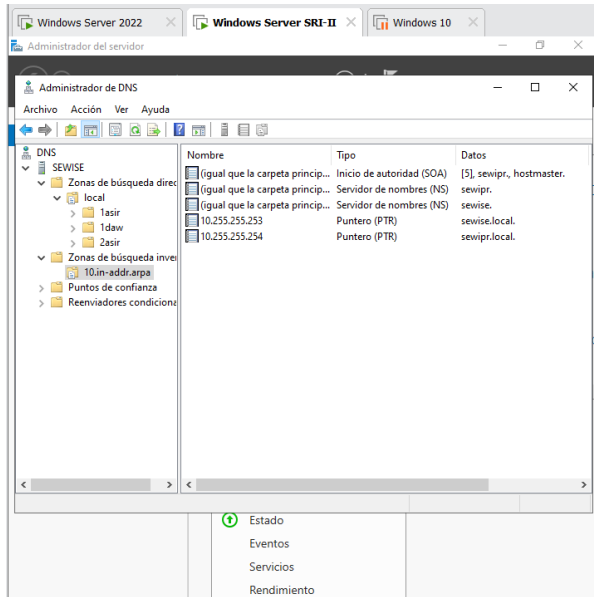 Windows Server 2022 Windows Server SRI-II Windows 10
Administrador del servidor
Administrador de DNS
Archivo Acción Ver Ayuda
DNS
SEWISE
Zonas de búsqueda direc
local
1asir
1daw
2asir
Zonas de búsqueda inver
10.in-addr.arpa
Puntos de confianza
Reenviadores condiciona
Nombre Tipo Datos
(igual que la carpeta princip... Inicio de autoridad (SOA) [5], sewipr., hostmaster.
(igual que la carpeta princip... Servidor de nombres (NS) sewipr.
(igual que la carpeta princip... Servidor de nombres (NS) sewise.
10.255.255.253 Puntero (PTR) sewise.local.
10.255.255.254 Puntero (PTR) sewipr.local.
Estado
Eventos
Servicios
Rendimiento